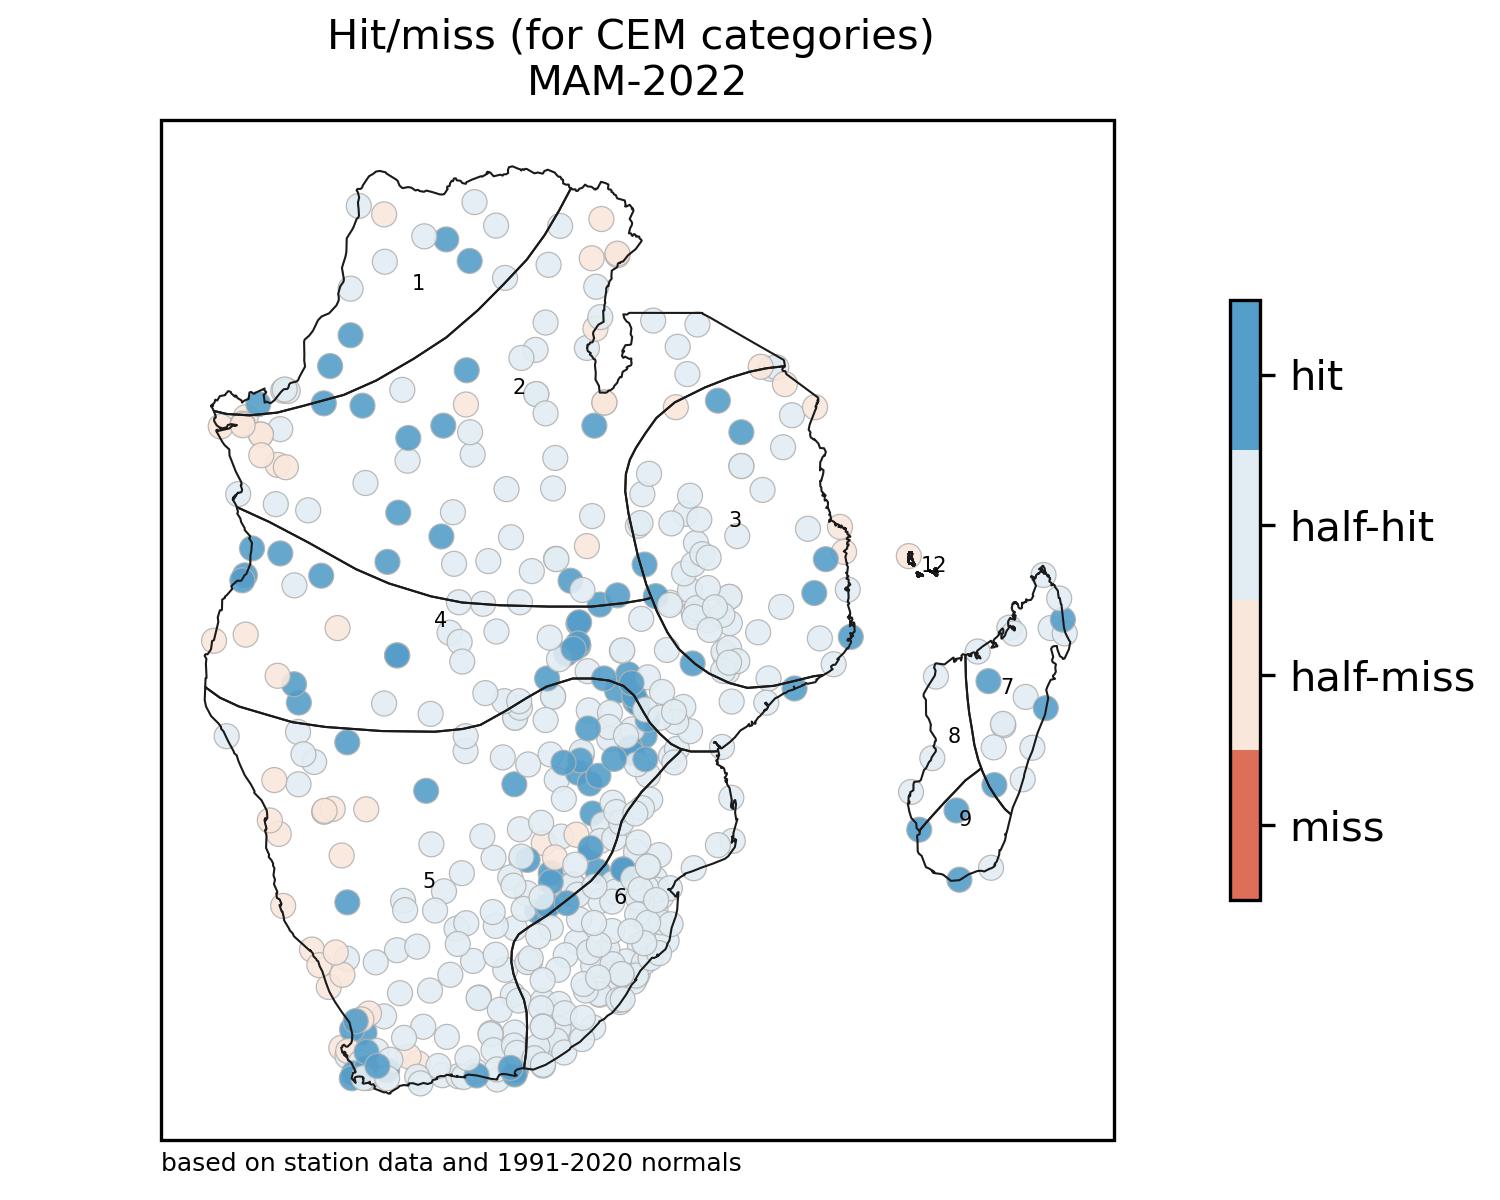 Hit/miss (for CEM categories)
MAM-2022
1
2
3
4
5
6
7
8
9
12
hit
half-hit
half-miss
miss
based on station data and 1991-2020 normals